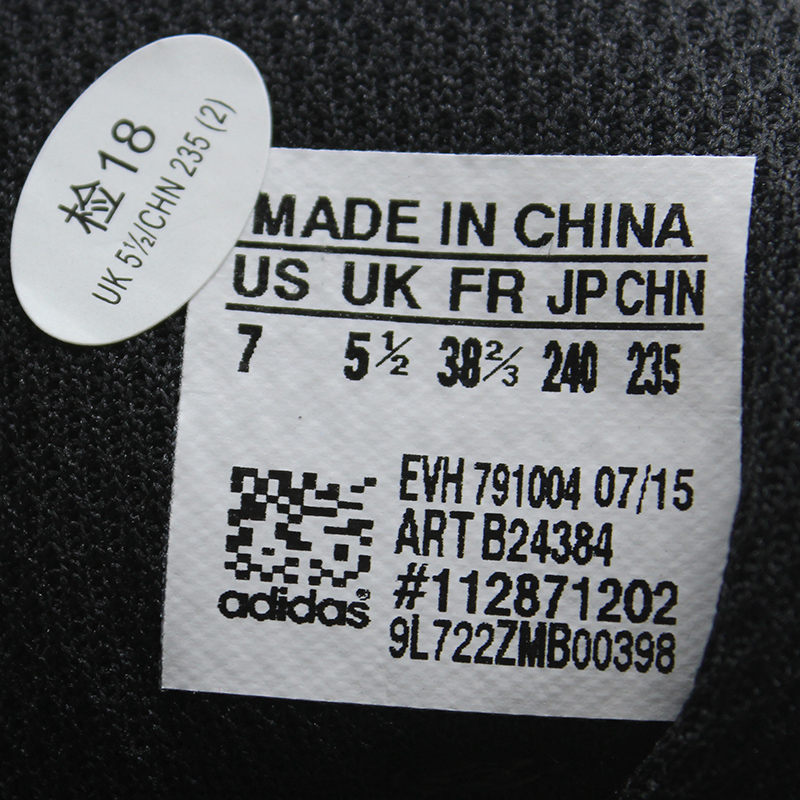 检18
UK 5½/CHN 235 (2)
MADE IN CHINA
US UK FR JP CHN
7 5½ 38⅔ 240 235
EVH 791004 07/15
ART B24384
#112871202
9L722ZMB00398
adidas®